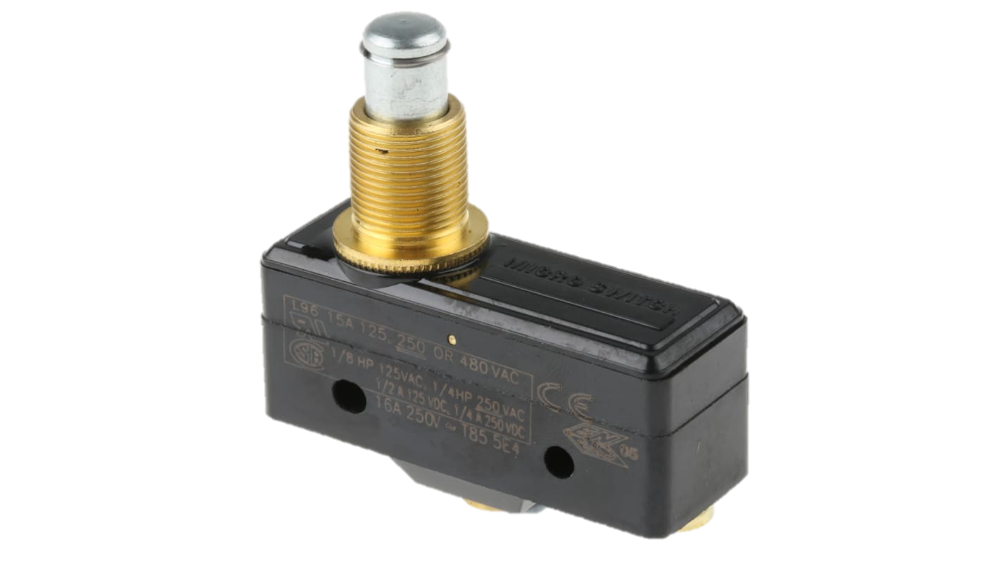 MICRO SWITCH
L96 15A 125, 250 OR 480 VAC
1/8 HP 125VAC, 1/4HP 250 VAC
1/2 A 125 VDC, 1/4 A 250 VDC
16A 250V ~ T85 5E4
CE
05